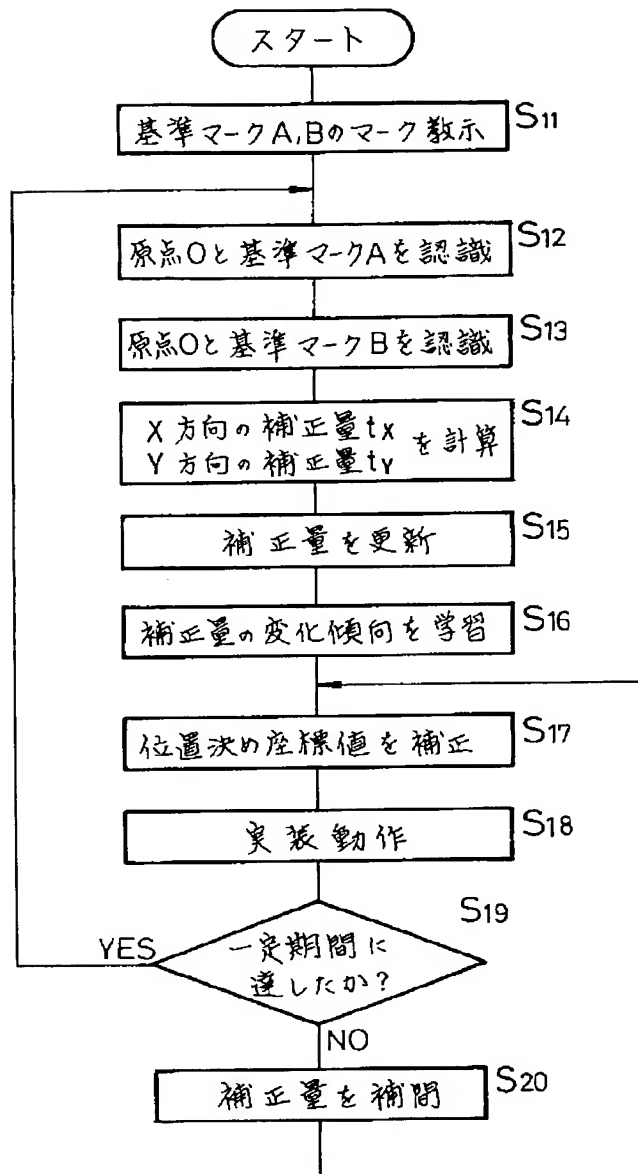 スタート
基準マークA,Bのマーク教示
S11
原点Oと基準マークAを認識
S12
原点Oと基準マークBを認識
S13
X方向の補正量tX
Y方向の補正量tY
を計算
S14
補正量を更新
S15
補正量の変化傾向を学習
S16
位置決め座標値を補正
S17
実装動作
S18
S19
YES
一定期間に
達したか?
NO
補正量を補間
S20